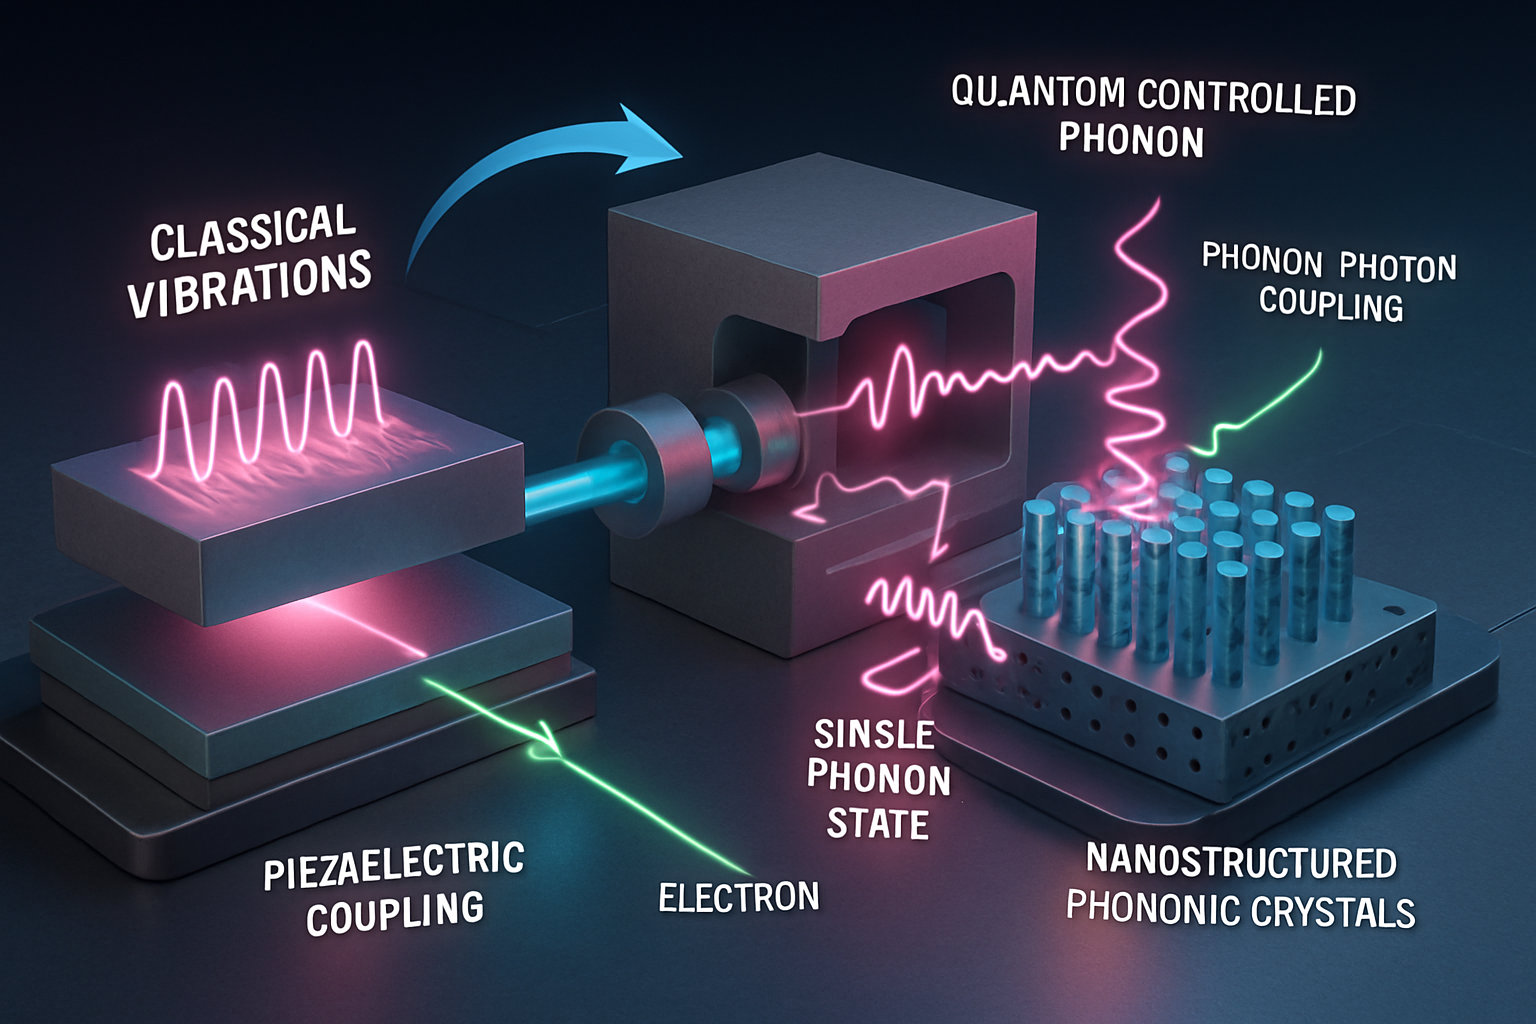 QU.ANTOM CONTROLLED
PHONON
CLASSICAL
VIBRATIONS
PHONON PHOTON
COUPLING
SINSLE
PHONON
STATE
PIEZAELECTRIC
COUPLING
ELECTRON
NANOSTRUCTURED
PHONONIC CRYSTALS